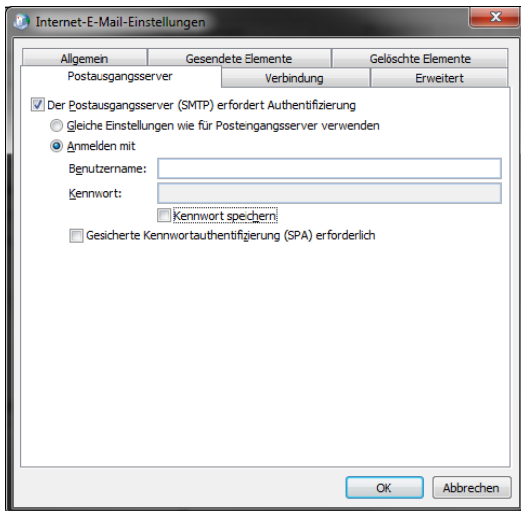 Internet-E-Mail-Einstellungen
Allgemein Gesendete Elemente Gelöschte Elemente
Postausgangsserver Verbindung Erweitert
Der Postausgangsserver (SMTP) erfordert Authentifizierung
Gleiche Einstellungen wie für Posteingangsserver verwenden
Anmelden mit
Benutzername:
Kennwort:
Kennwort speichern
Gesicherte Kennwortauthentifizierung (SPA) erforderlich
OK Abbrechen